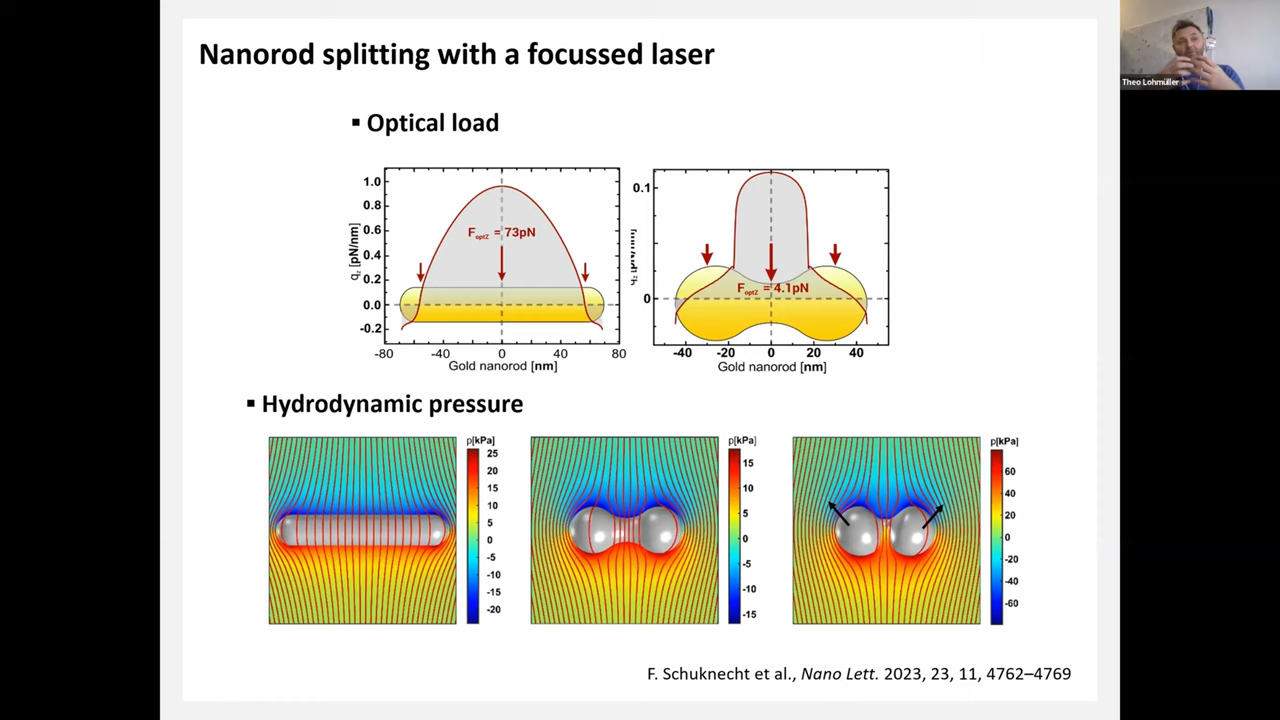 Nanorod splitting with a focussed laser
Theo Lohmüller
▪ Optical load
1.0
0.8
0.6
0.4
0.2
0.0
-0.2
qz [pN/nm]
FoptZ = 73pN
-80 -40 0 40 80
Gold nanorod [nm]
0.1
0
FoptZ = 4.1pN
-40 -20 0 20 40
Gold nanorod [nm]
▪ Hydrodynamic pressure
p[kPa]
25
20
15
10
5
0
-5
-10
-15
-20
p[kPa]
15
10
5
0
-5
-10
-15
p[kPa]
60
40
20
0
-20
-40
-60
F. Schuknecht et al., Nano Lett. 2023, 23, 11, 4762–4769